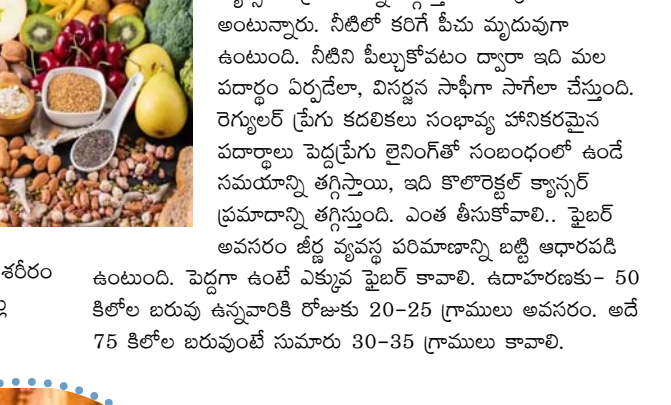 అంటున్నారు. నీటిలో కరిగే పీచు మృదువుగా
ఉంటుంది. నీటిని పీల్చుకోవటం ద్వారా ఇది మల
పదార్థం ఏర్పడేలా, విసర్జన సాఫీగా సాగేలా చేస్తుంది.
రెగ్యులర్ ప్రేగు కదలికలు సంభావ్య హానికరమైన
పదార్థాలు పెద్దప్రేగు లైనింగ్‌తో సంబంధంలో ఉండే
సమయాన్ని తగ్గిస్తాయి, ఇది కొలొరెక్టల్ క్యాన్సర్
ప్రమాదాన్ని తగ్గిస్తుంది. ఎంత తీసుకోవాలి.. ఫైబర్
అవసరం జీర్ణ వ్యవస్థ పరిమాణాన్ని బట్టి ఆధారపడి
శరీరం
ఉంటుంది. పెద్దగా ఉంటే ఎక్కువ ఫైబర్ కావాలి. ఉదాహరణకు– 50
కిలోల బరువు ఉన్నవారికి రోజుకు 20–25 గ్రాములు అవసరం. అదే
75 కిలోల బరువుంటే సుమారు 30–35 గ్రాములు కావాలి.